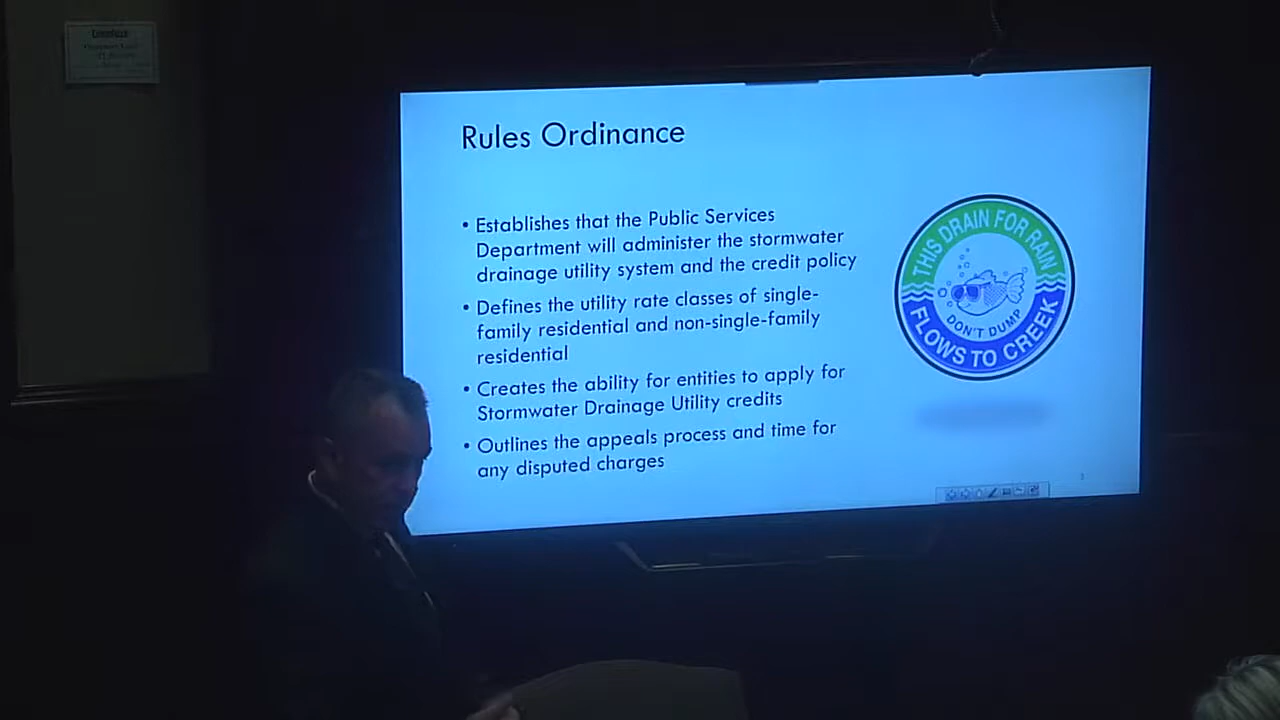 Rules Ordinance
• Establishes that the Public Services
Department will administer the stormwater
drainage utility system and the credit policy
• Defines the utility rate classes of single-
family residential and non-single-family
residential
• Creates the ability for entities to apply for
Stormwater Drainage Utility credits
• Outlines the appeals process and time for
any disputed charges
THIS DRAIN FOR RAIN
DON'T DUMP
FLOWS TO CREEK
3